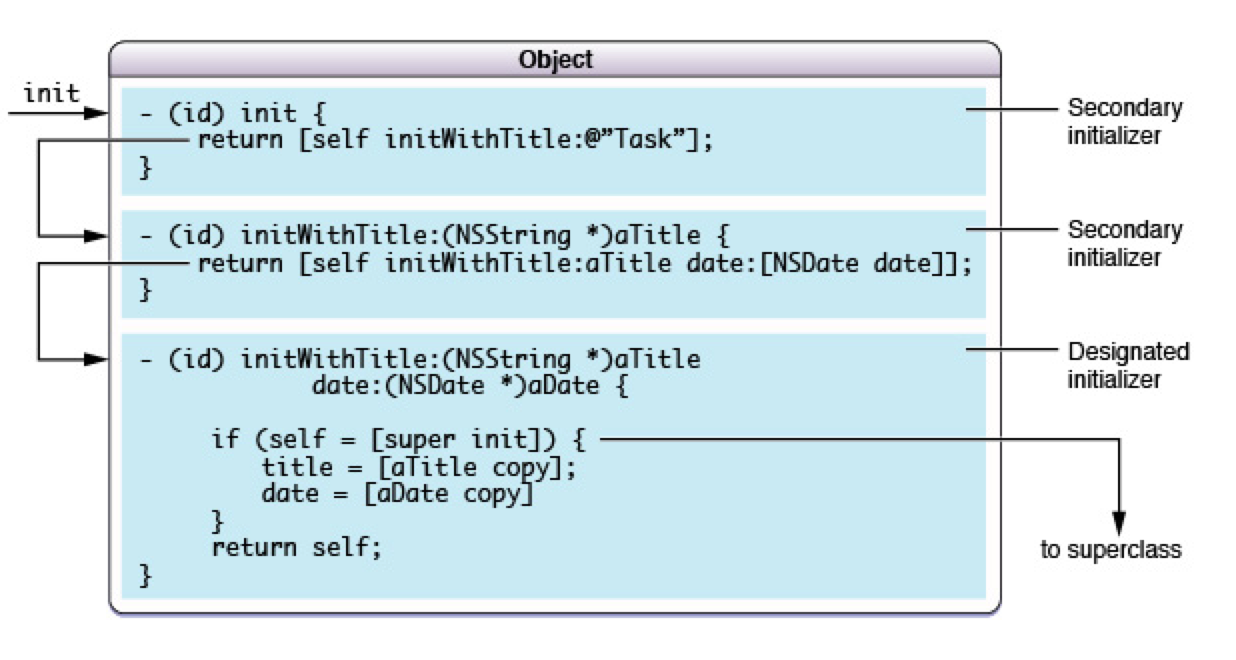 Object
init
- (id) init {
return [self initWithTitle:@”Task”];
}
Secondary
initializer
- (id) initWithTitle:(NSString *)aTitle {
return [self initWithTitle:aTitle date:[NSDate date]];
}
Secondary
initializer
- (id) initWithTitle:(NSString *)aTitle
date:(NSDate *)aDate {
if (self = [super init]) {
title = [aTitle copy];
date = [aDate copy]
}
return self;
}
Designated
initializer
to superclass